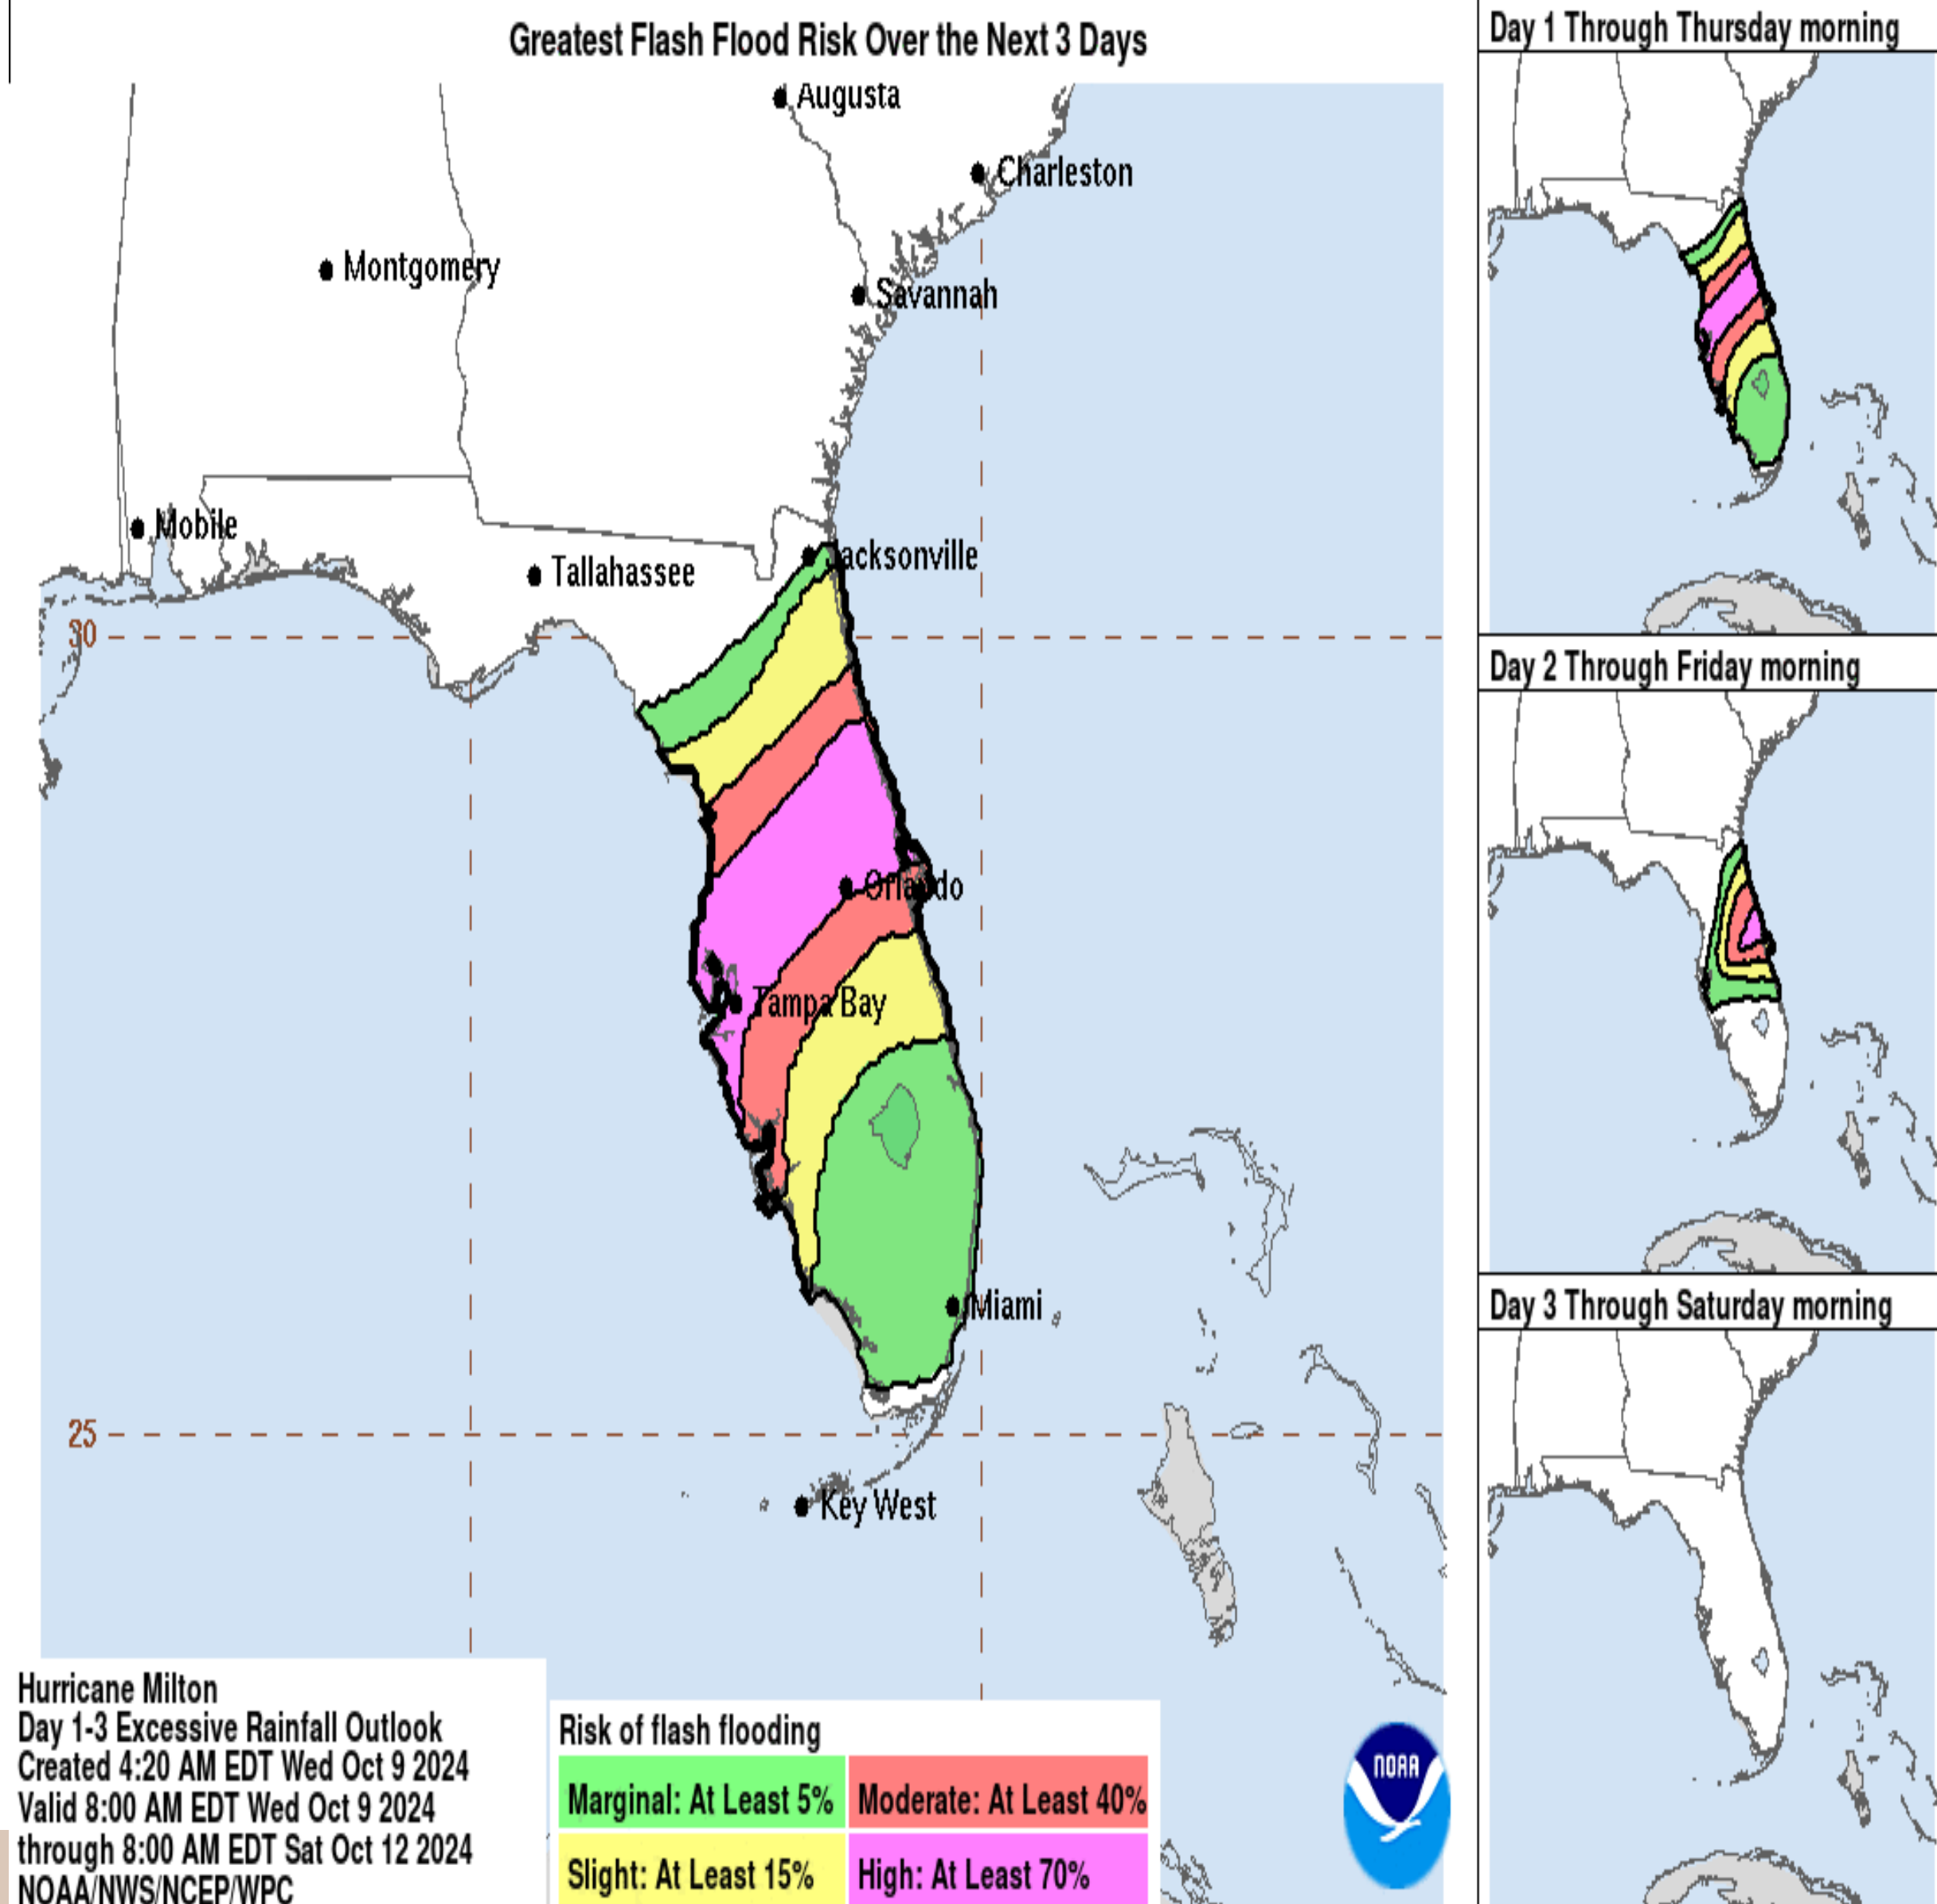 Greatest Flash Flood Risk Over the Next 3 Days
Augusta
Charleston
Montgomery
Savannah
Mobile
Tallahassee
Jacksonville
30
Orlando
Tampa Bay
Miami
25
Key West
Hurricane Milton
Day 1-3 Excessive Rainfall Outlook
Created 4:20 AM EDT Wed Oct 9 2024
Valid 8:00 AM EDT Wed Oct 9 2024
through 8:00 AM EDT Sat Oct 12 2024
NOAA/NWS/NCEP/WPC
Risk of flash flooding
Marginal: At Least 5%
Moderate: At Least 40%
Slight: At Least 15%
High: At Least 70%
NOAA
Day 1 Through Thursday morning
Day 2 Through Friday morning
Day 3 Through Saturday morning